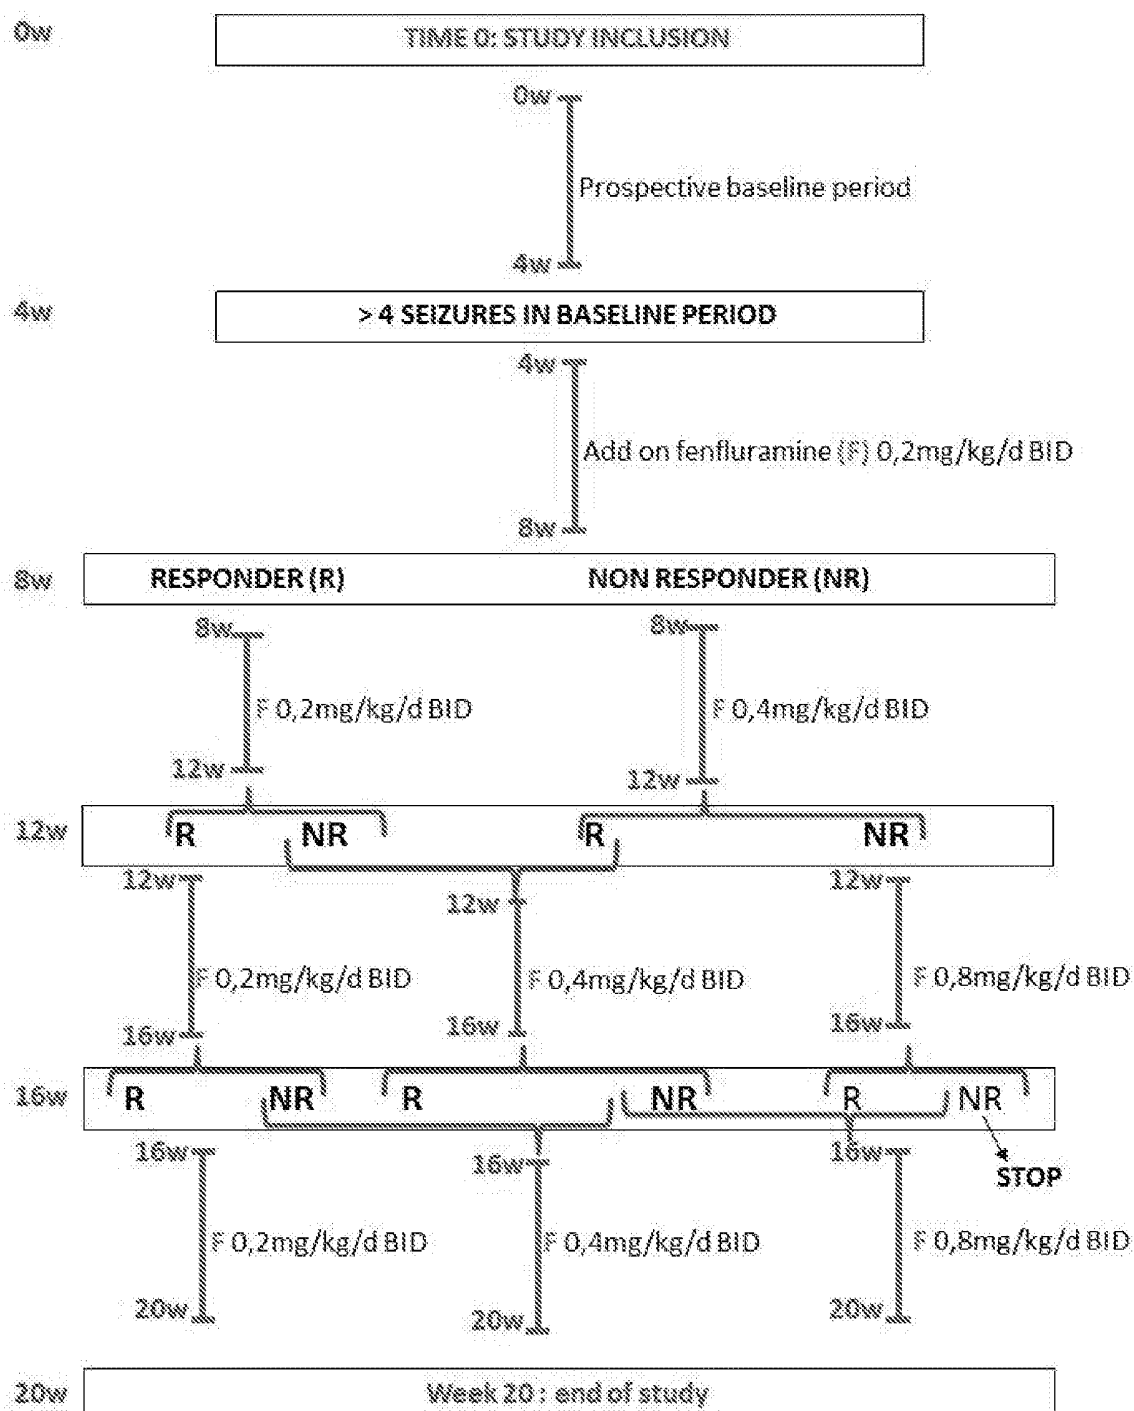 0w
TIME 0: STUDY INCLUSION
0w
Prospective baseline period
4w
4w
> 4 SEIZURES IN BASELINE PERIOD
4w
Add on fenfluramine (F) 0,2mg/kg/d BID
8w
8w
RESPONDER (R) NON RESPONDER (NR)
8w 8w
F 0,2mg/kg/d BID F 0,4mg/kg/d BID
12w 12w
12w
R NR R NR
12w 12w 12w
F 0,2mg/kg/d BID F 0,4mg/kg/d BID F 0,8mg/kg/d BID
16w 16w 16w
16w
R NR R NR R NR
16w 16w 16w
STOP
F 0,2mg/kg/d BID F 0,4mg/kg/d BID F 0,8mg/kg/d BID
20w 20w 20w
20w
Week 20 : end of study